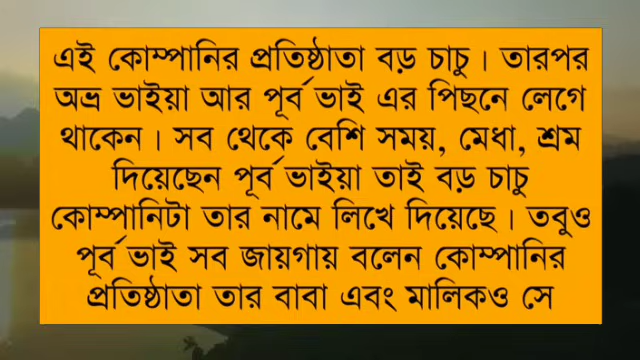 এই কোম্পানির প্রতিষ্ঠাতা বড় চাচু। তারপর
অভ্র ভাইয়া আর পূর্ব ভাই এর পিছনে লেগে
থাকেন। সব থেকে বেশি সময়, মেধা, শ্রম
দিয়েছেন পূর্ব ভাইয়া তাই বড় চাচু
কোম্পানিটা তার নামে লিখে দিয়েছে। তবুও
পূর্ব ভাই সব জায়গায় বলেন কোম্পানির
প্রতিষ্ঠাতা তার বাবা এবং মালিকও সে